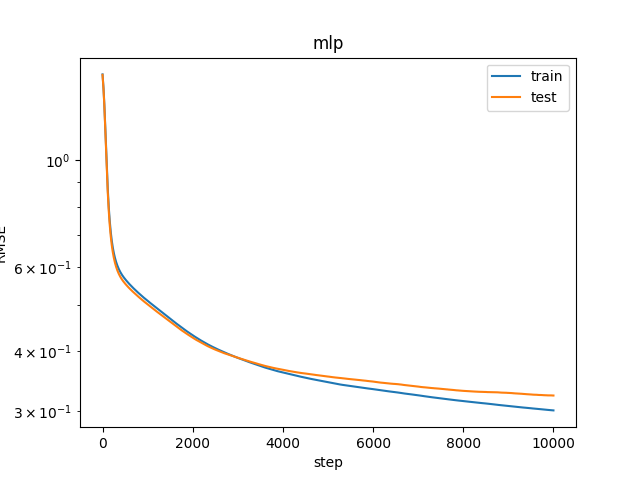 mlp
train
test
10⁰
6 × 10⁻¹
4 × 10⁻¹
3 × 10⁻¹
RMSE
0 2000 4000 6000 8000 10000
step